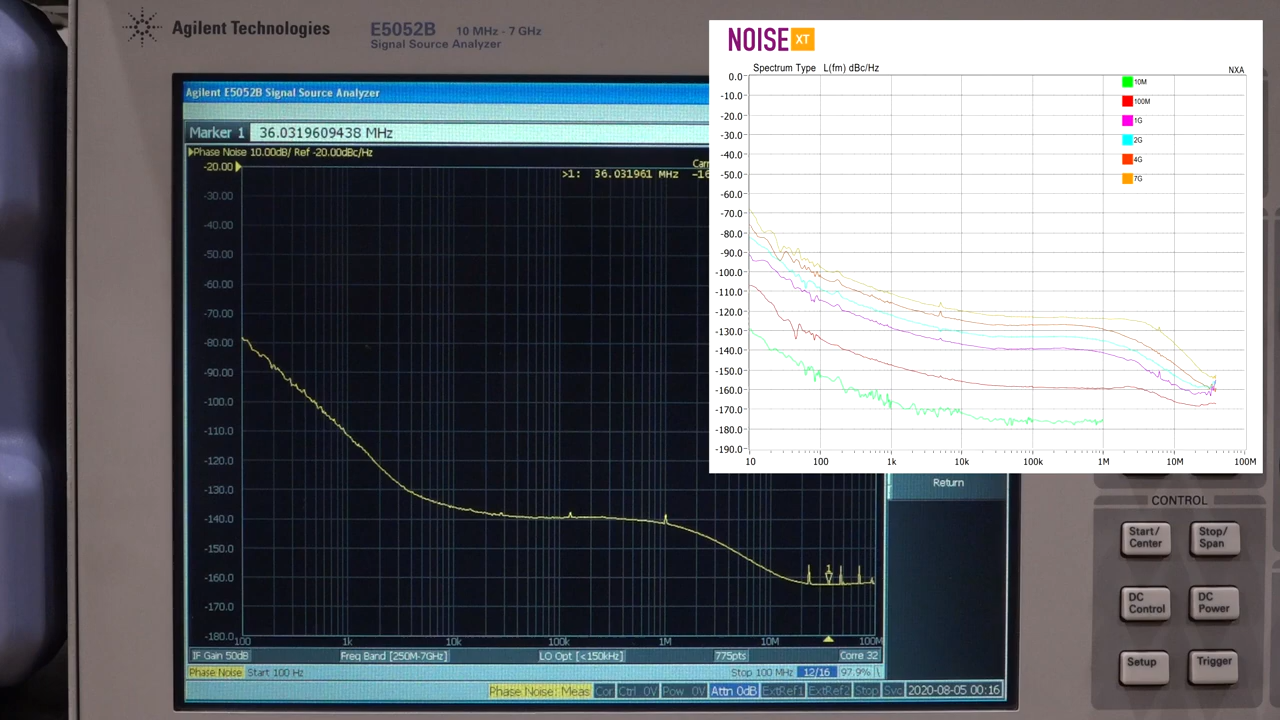 Agilent Technologies
E5052B 10 MHz - 7 GHz
Signal Source Analyzer
Agilent E5052B Signal Source Analyzer
Marker 1 36.0319609438 MHz
Phase Noise 10.00dB/ Ref -20.00dBc/Hz
-20.00
>1: 36.031961 MHz
-30.00
-40.00
-50.00
-60.00
-70.00
-80.00
-90.00
-100.0
-110.0
-120.0
-130.0
-140.0
-150.0
-160.0
-170.0
-180.0
1
100 1k 10k 100k 1M 10M 100M
IF Gain 50dB Freq Band [250M-7GHz] LO Opt [<150kHz] 775pts Corre 32
Phase Noise Start 100 Hz Stop 100 MHz 12/16 97.9%
Phase Noise: Meas Cor Ctrl 0V Pow 0V Attn 0dB ExtRef1 ExtRef2 Stop Svc 2020-08-05 00:16
NOISE XT
Spectrum Type L(fm) dBc/Hz
NXA
0.0
-10.0
-20.0
-30.0
-40.0
-50.0
-60.0
-70.0
-80.0
-90.0
-100.0
-110.0
-120.0
-130.0
-140.0
-150.0
-160.0
-170.0
-180.0
-190.0
10M
100M
1G
2G
4G
7G
10 100 1k 10k 100k 1M 10M 100M
Return
CONTROL
Start/
Center
Stop/
Span
DC
Control
DC
Power
Setup
Trigger